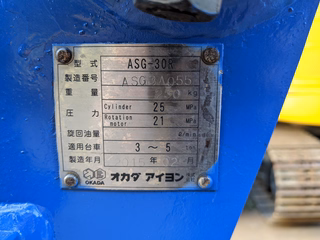 型式 ASG-30R
製造番号 ASG
重量 kg
圧力 Cylinder 25 MPa
Rotation motor 21 MPa
旋回油量 ℓ/min
適用台車 3～5
製造年月
OKADA オカダ アイヨン